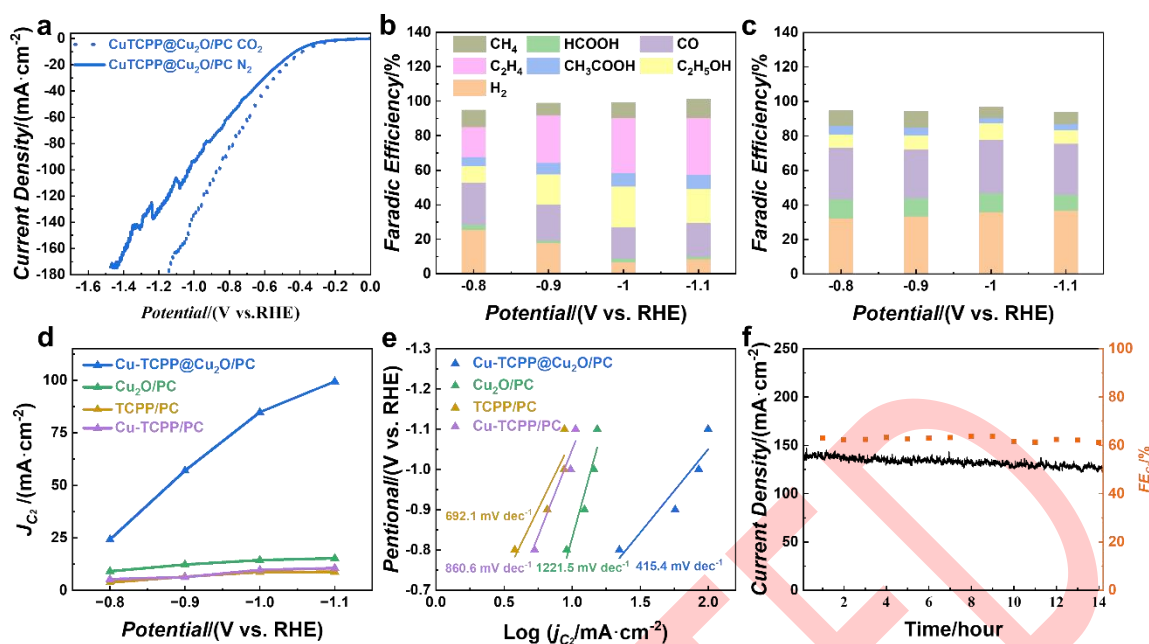 a
CuTCPP@Cu₂O/PC CO₂
CuTCPP@Cu₂O/PC N₂
Current Density/(mA·cm⁻²)
0
-20
-40
-60
-80
-100
-120
-140
-160
-180
-1.6 -1.4 -1.2 -1.0 -0.8 -0.6 -0.4 -0.2 0.0
Potential/(V vs.RHE)
b
CH₄ HCOOH CO
C₂H₄ CH₃COOH C₂H₅OH
H₂
Faradic Efficiency/%
140
120
100
80
60
40
20
0
-0.8 -0.9 -1 -1.1
Potential/(V vs. RHE)
c
Faradic Efficiency/%
140
120
100
80
60
40
20
0
-0.8 -0.9 -1 -1.1
Potential/(V vs. RHE)
d
Cu-TCPP@Cu₂O/PC
Cu₂O/PC
TCPP/PC
Cu-TCPP/PC
J_C₂ /(mA·cm⁻²)
100
75
50
25
0
−0.8 −0.9 −1.0 −1.1
Potential/(V vs. RHE)
e
Cu-TCPP@Cu₂O/PC
Cu₂O/PC
TCPP/PC
Cu-TCPP/PC
Pentional/(V vs. RHE)
-1.3
-1.2
-1.1
-1.0
-0.9
-0.8
-0.7
692.1 mV dec⁻¹
860.6 mV dec⁻¹ 1221.5 mV dec⁻¹ 415.4 mV dec⁻¹
0.0 0.5 1.0 1.5 2.0
Log (j_C₂/mA·cm⁻²)
f
Current Density/(mA·cm⁻²)
250
200
150
100
50
0
100
80
60
40
20
0
2 4 6 8 10 12 14
Time/hour